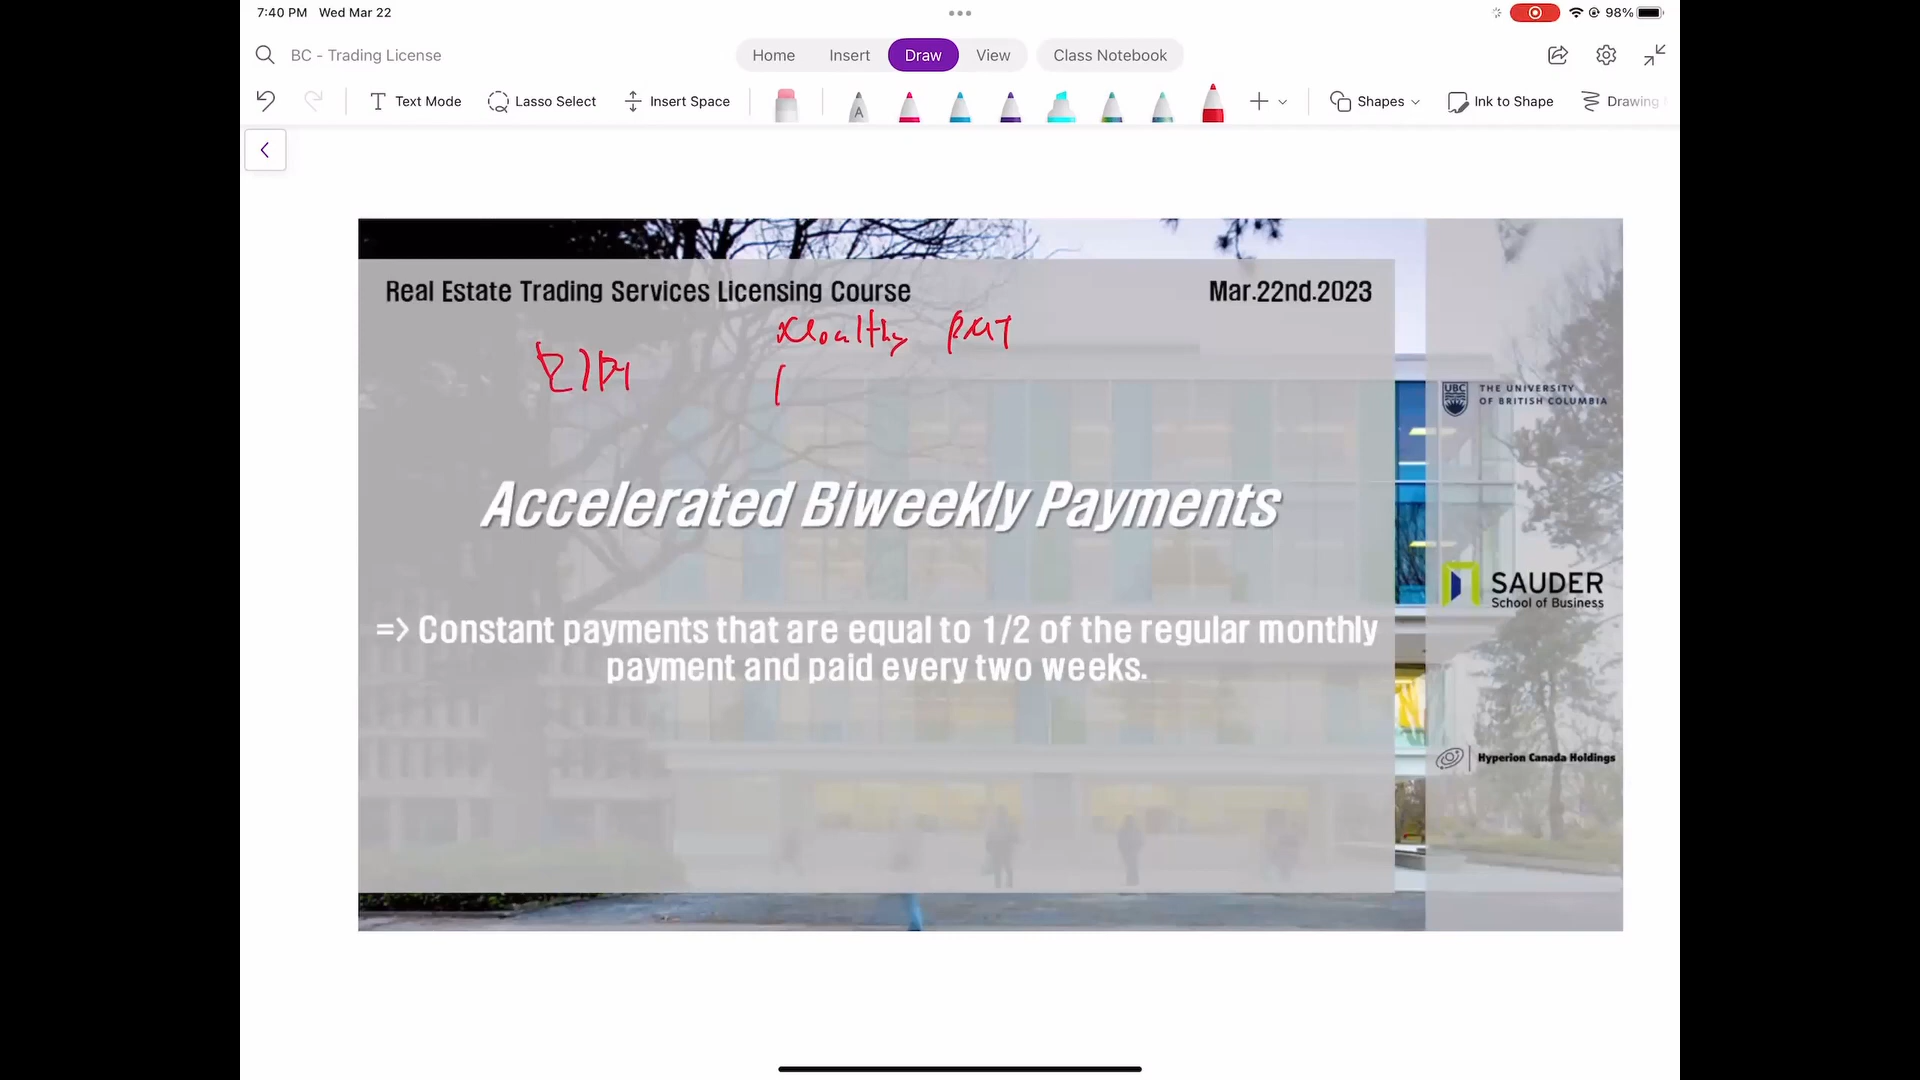 7:40 PM Wed Mar 22
98%
BC - Trading License
Home Insert Draw View Class Notebook
Text Mode Lasso Select Insert Space Shapes Ink to Shape Drawing
Real Estate Trading Services Licensing Course Mar.22nd.2023
PMT
THE UNIVERSITY
OF BRITISH COLUMBIA
UBC
Accelerated Biweekly Payments
SAUDER
School of Business
=> Constant payments that are equal to 1/2 of the regular monthly
payment and paid every two weeks.
Hyperion Canada Holdings